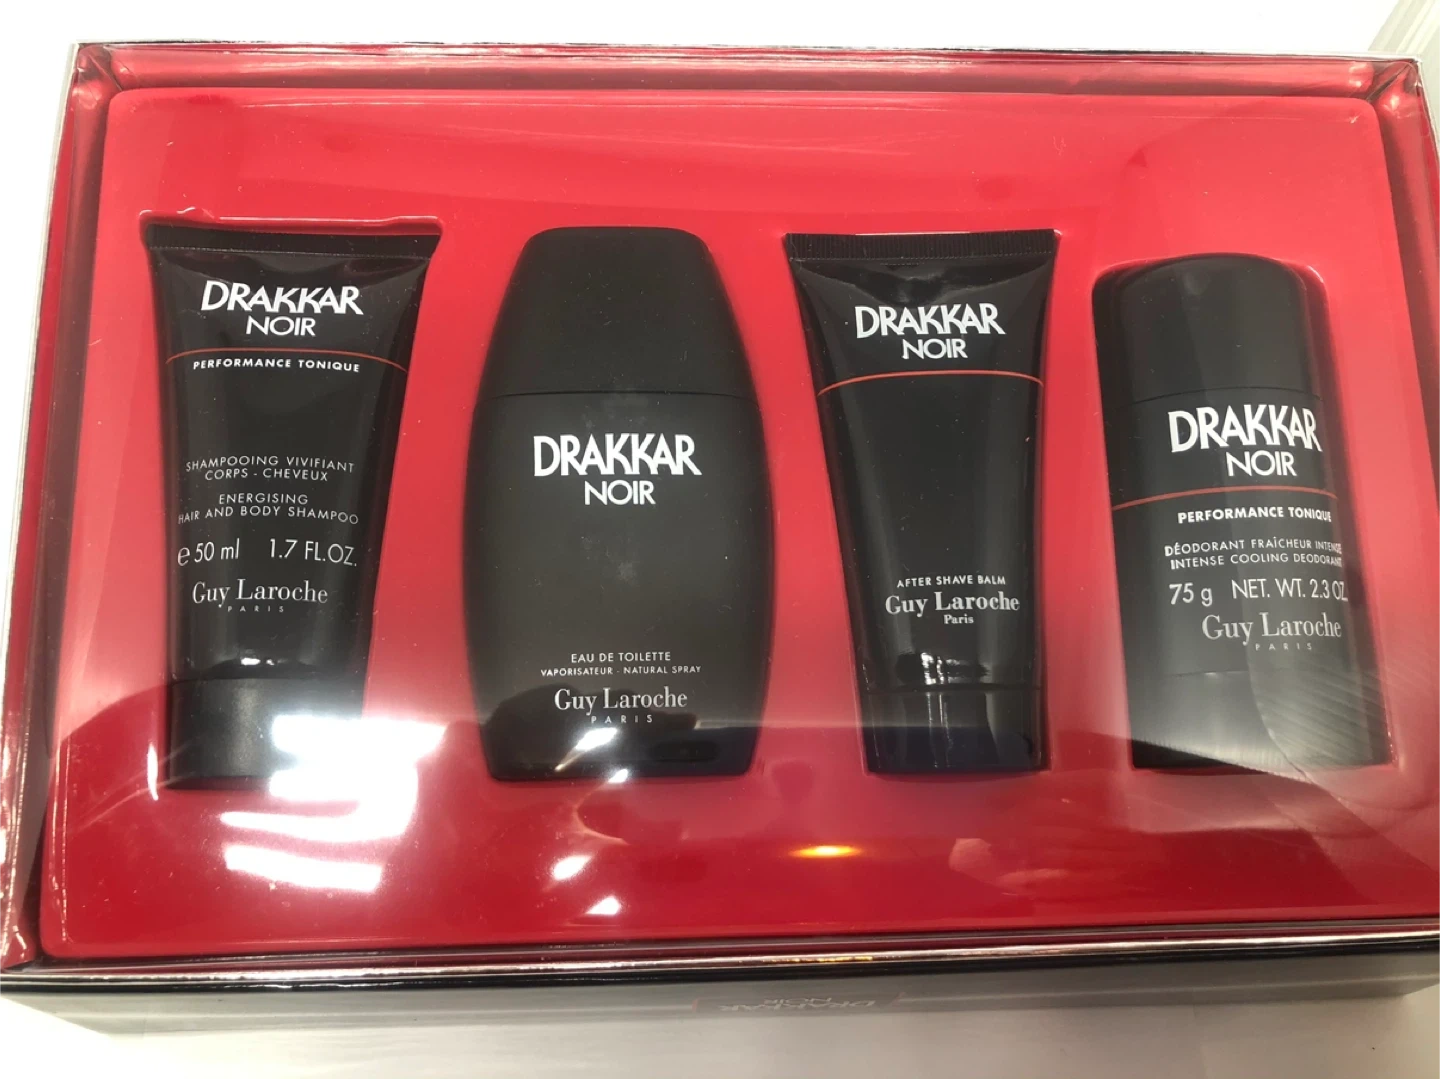 DRAKKAR
NOIR
PERFORMANCE TONIQUE
SHAMPOOING VIVIFIANT
CORPS - CHEVEUX
ENERGISING
HAIR AND BODY SHAMPOO
e 50 ml 1.7 FL.OZ.
Guy Laroche
PARIS
DRAKKAR
NOIR
EAU DE TOILETTE
VAPORISATEUR - NATURAL SPRAY
Guy Laroche
PARIS
DRAKKAR
NOIR
AFTER SHAVE BALM
Guy Laroche
Paris
DRAKKAR
NOIR
PERFORMANCE TONIQUE
DÉODORANT FRAÎCHEUR INTENSE
INTENSE COOLING DEODORANT
75 g NET. WT. 2.3 OZ
Guy Laroche
PARIS
DRAKKAR
NOIR